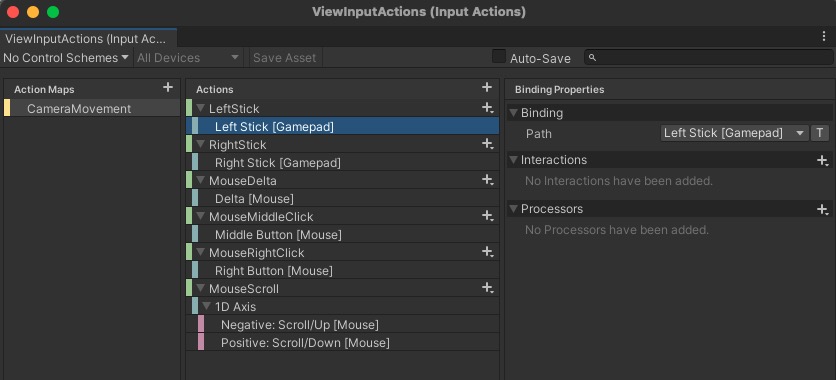 ViewInputActions (Input Actions)
ViewInputActions (Input Ac...
No Control Schemes All Devices Save Asset Auto-Save
Action Maps
CameraMovement
Actions
LeftStick
Left Stick [Gamepad]
RightStick
Right Stick [Gamepad]
MouseDelta
Delta [Mouse]
MouseMiddleClick
Middle Button [Mouse]
MouseRightClick
Right Button [Mouse]
MouseScroll
1D Axis
Negative: Scroll/Up [Mouse]
Positive: Scroll/Down [Mouse]
Binding Properties
Binding
Path Left Stick [Gamepad] T
Interactions
No Interactions have been added.
Processors
No Processors have been added.